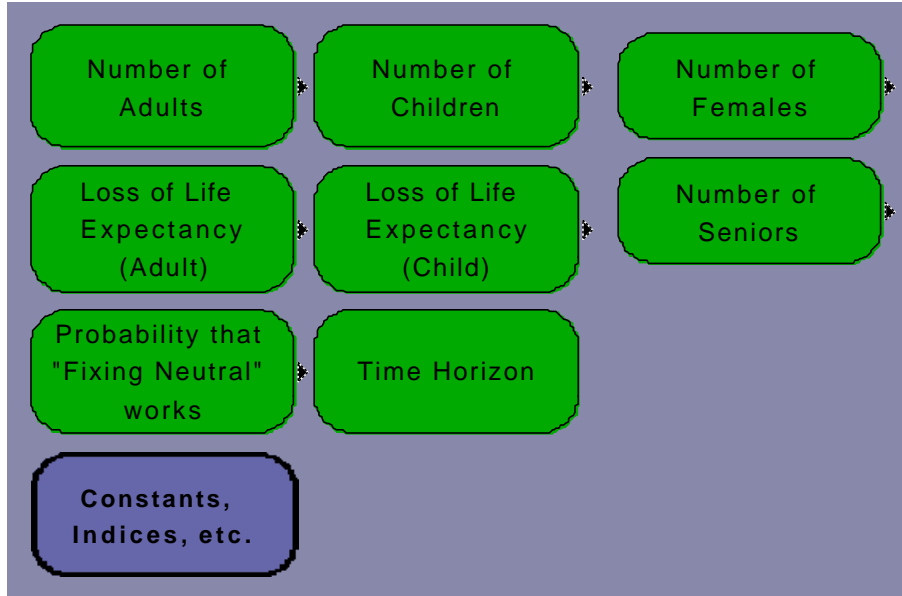 Number of
Adults
Number of
Children
Number of
Females
Loss of Life
Expectancy
(Adult)
Loss of Life
Expectancy
(Child)
Number of
Seniors
Probability that
"Fixing Neutral"
works
Time Horizon
Constants,
Indices, etc.